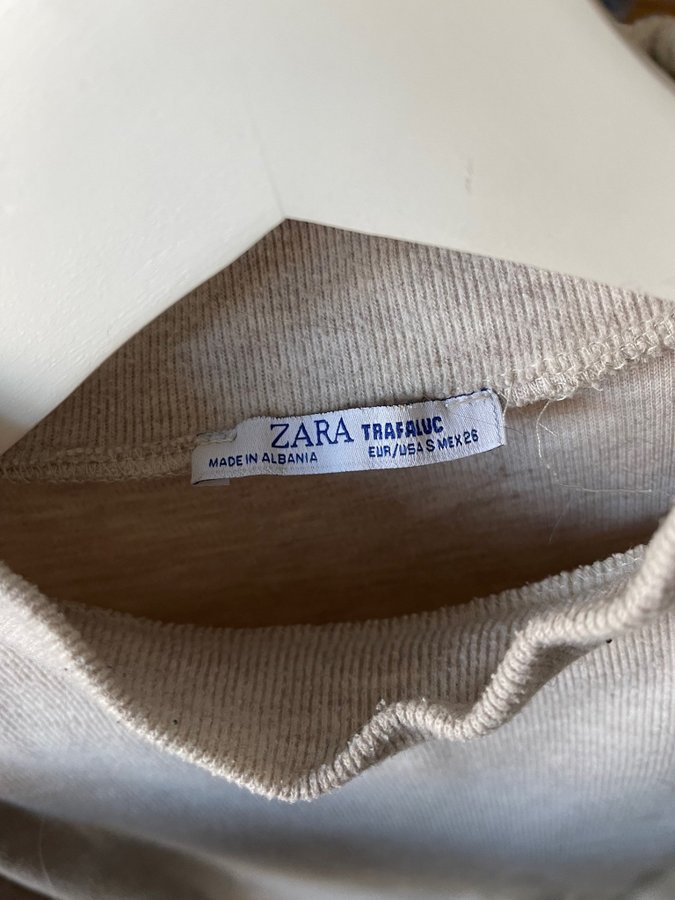 ZARA TRAFALUC
MADE IN ALBANIA EUR/USA S MEX 26